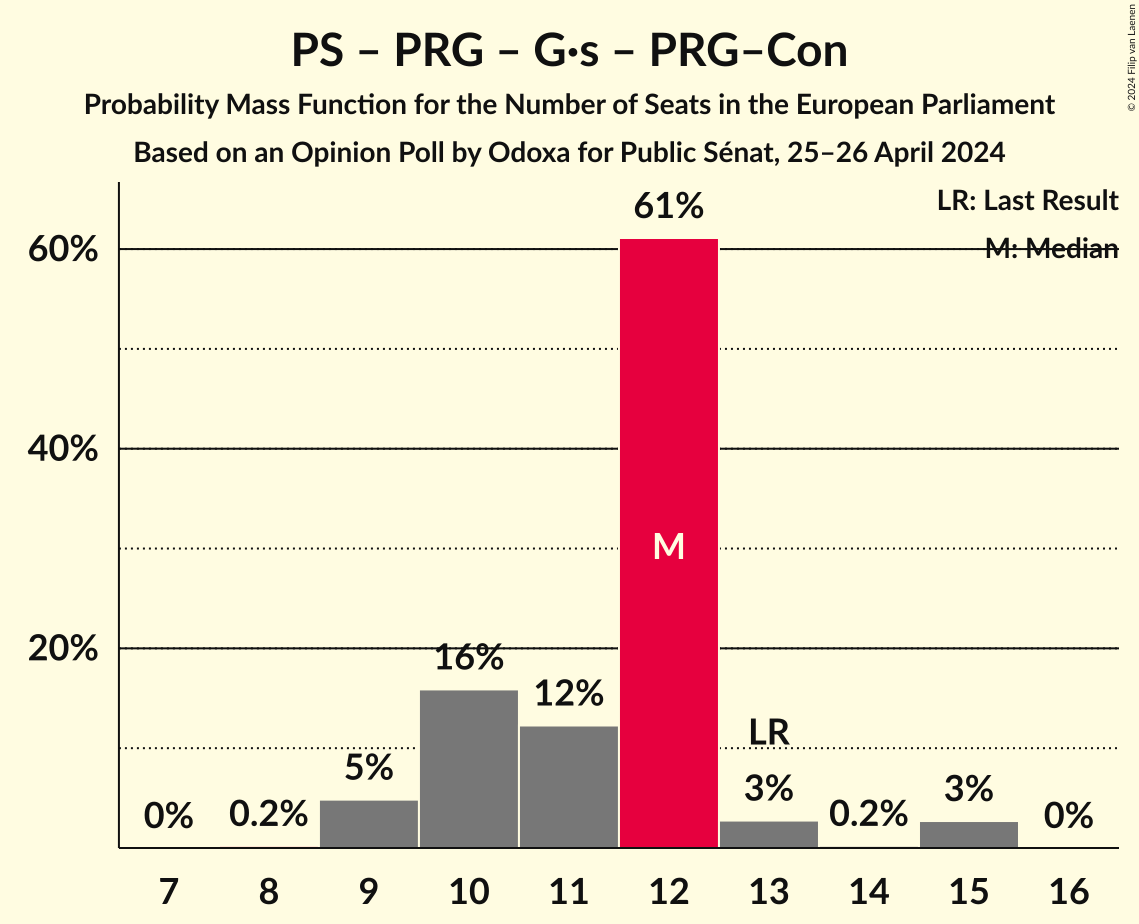 PS – PRG – G·s – PRG–Con
Probability Mass Function for the Number of Seats in the European Parliament
Based on an Opinion Poll by Odoxa for Public Sénat, 25–26 April 2024
© 2024 Filip van Laenen
LR: Last Result
M: Median
60%
40%
20%
0%
0.2%
5%
16%
12%
61%
M
LR
3%
0.2%
3%
0%
7 8 9 10 11 12 13 14 15 16